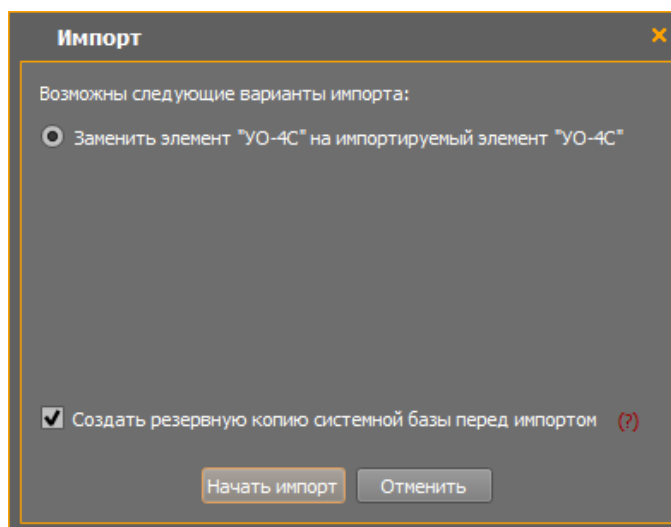 Импорт
Возможны следующие варианты импорта:
Заменить элемент "УО-4С" на импортируемый элемент "УО-4С"
Создать резервную копию системной базы перед импортом (?)
Начать импорт Отменить